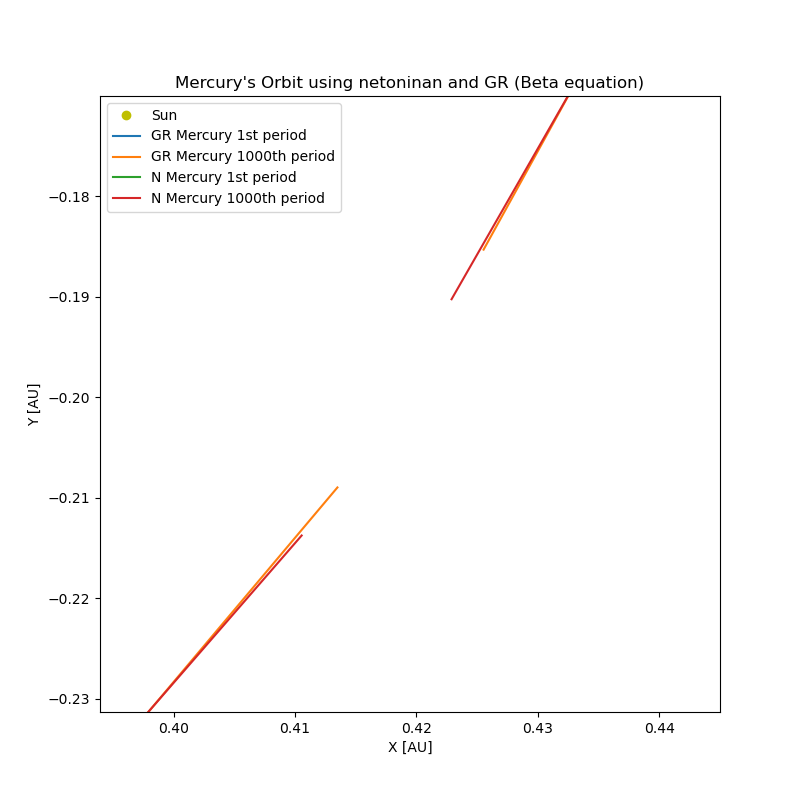 Mercury's Orbit using netoninan and GR (Beta equation)
Sun
GR Mercury 1st period
GR Mercury 1000th period
N Mercury 1st period
N Mercury 1000th period
−0.18
−0.19
−0.20
−0.21
−0.22
−0.23
Y [AU]
0.40 0.41 0.42 0.43 0.44
X [AU]